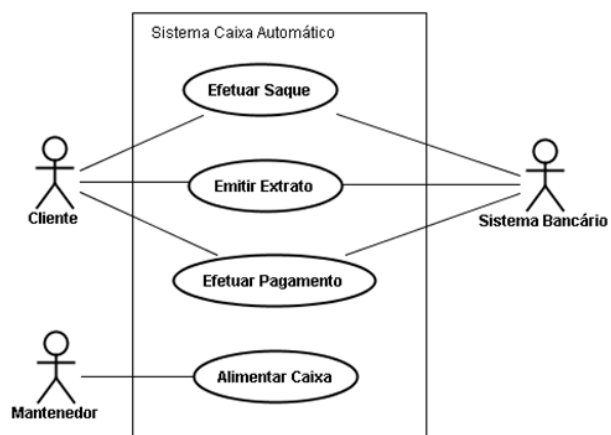 Sistema Caixa Automático
Efetuar Saque
Emitir Extrato
Cliente
Sistema Bancário
Efetuar Pagamento
Alimentar Caixa
Mantenedor